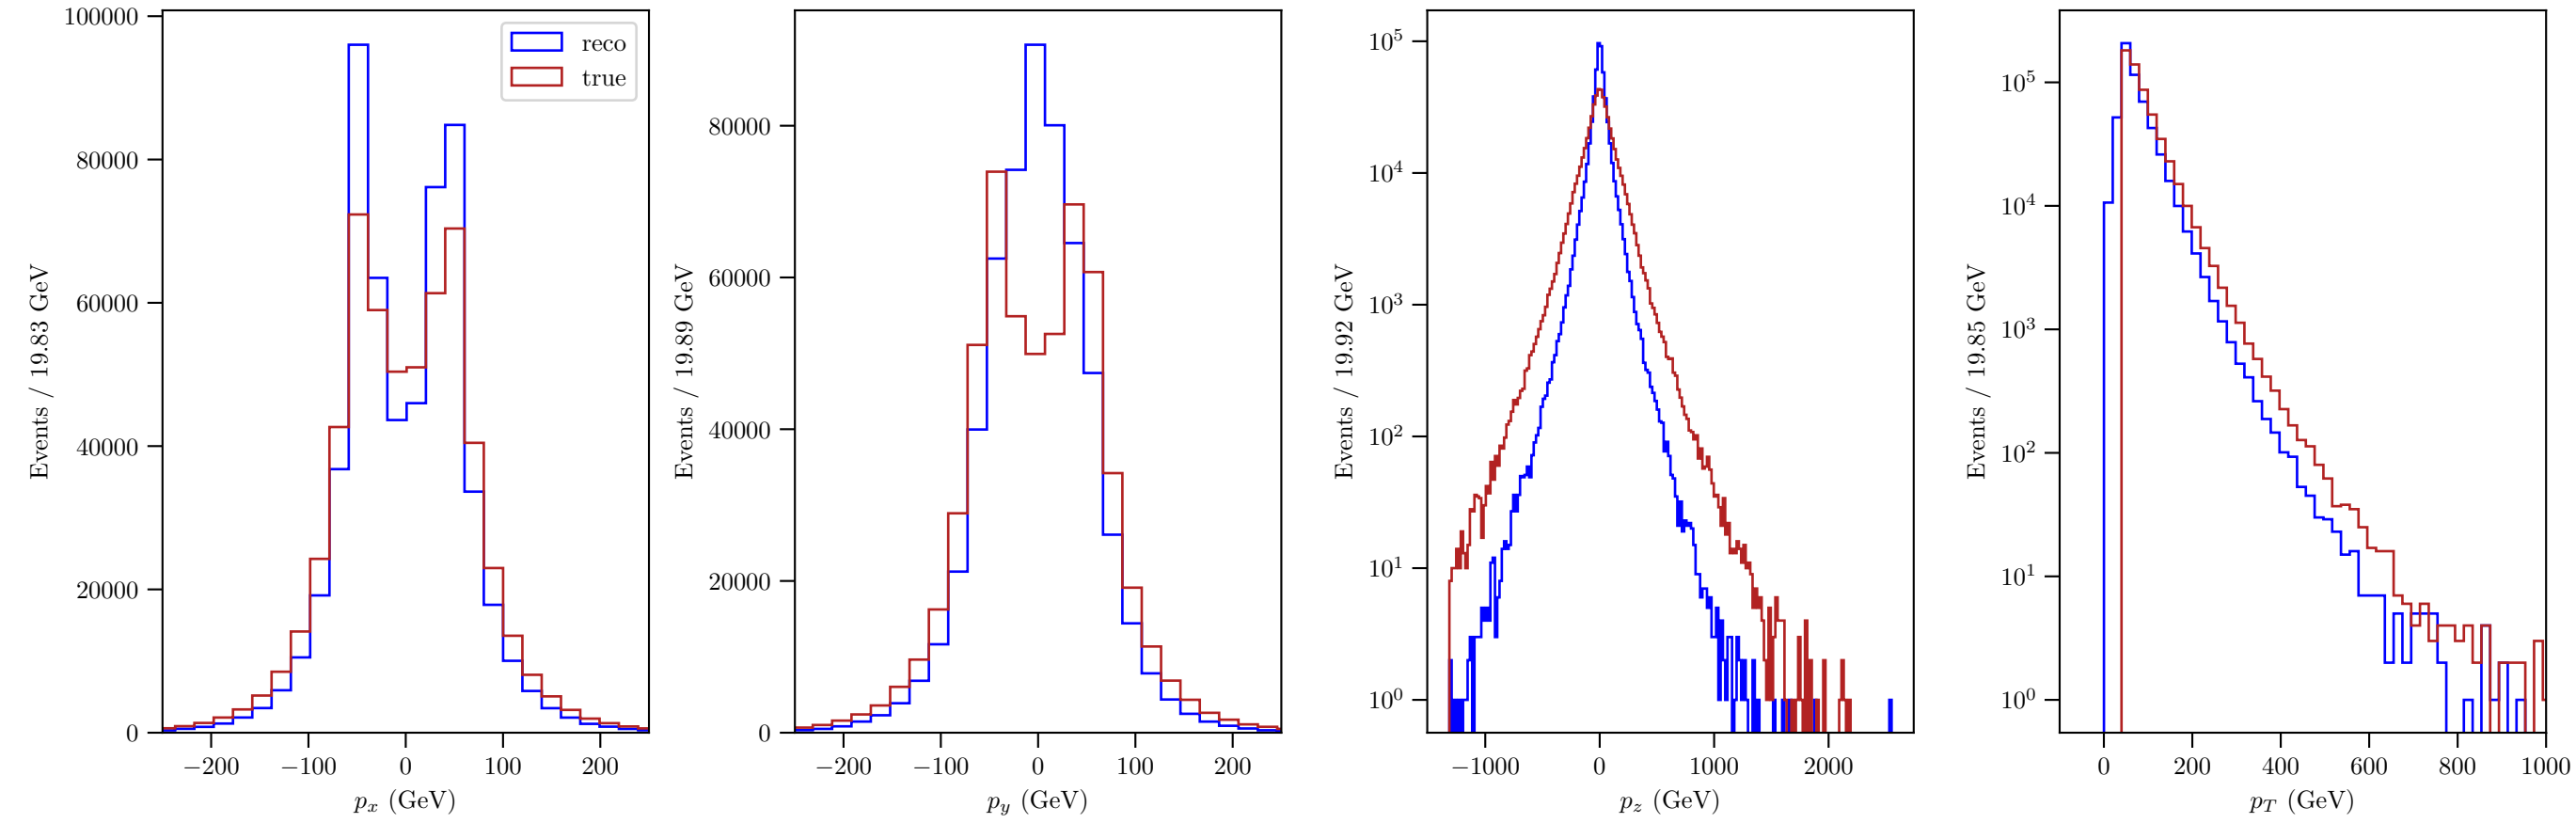 Events / 19.83 GeV
100000
80000
60000
40000
20000
0
reco
true
−200 −100 0 100 200
p_x (GeV)
Events / 19.89 GeV
80000
60000
40000
20000
0
−200 −100 0 100 200
p_y (GeV)
Events / 19.92 GeV
10^5
10^4
10^3
10^2
10^1
10^0
−1000 0 1000 2000
p_z (GeV)
Events / 19.85 GeV
10^5
10^4
10^3
10^2
10^1
10^0
0 200 400 600 800 1000
p_T (GeV)